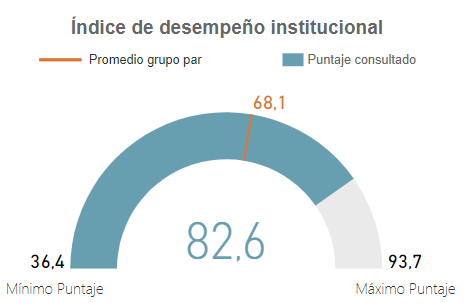 Índice de desempeño institucional
Promedio grupo par
Puntaje consultado
68,1
82,6
36,4
93,7
Mínimo Puntaje
Máximo Puntaje